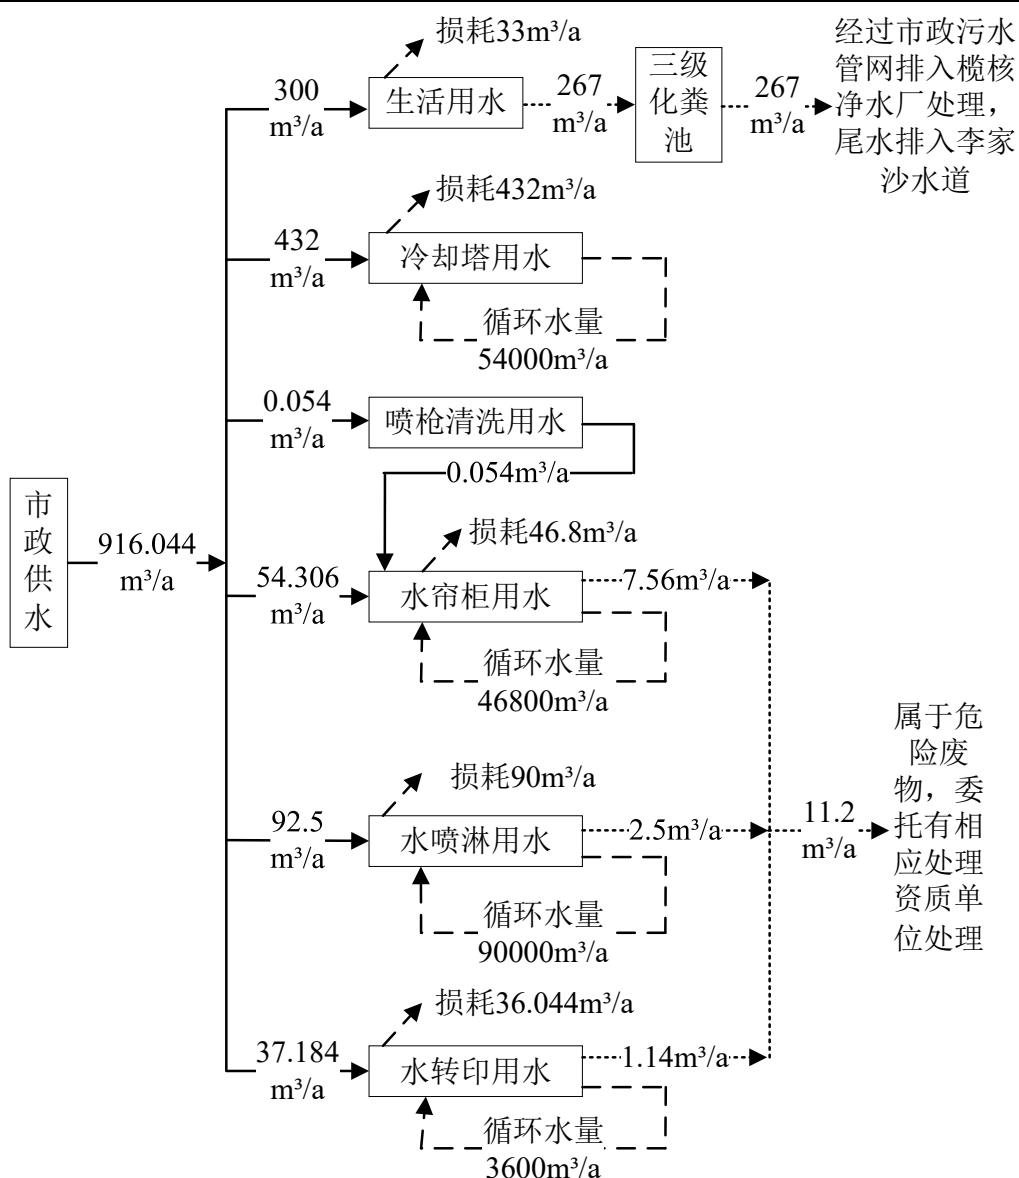 损耗33m³/a
300
m³/a
生活用水
267
m³/a
三级
化粪
池
267
m³/a
经过市政污水
管网排入榄核
净水厂处理，
尾水排入李家
沙水道
损耗432m³/a
432
m³/a
冷却塔用水
循环水量
54000m³/a
0.054
m³/a
喷枪清洗用水
0.054m³/a
市
政
供
水
916.044
m³/a
损耗46.8m³/a
54.306
m³/a
水帘柜用水
7.56m³/a
循环水量
46800m³/a
损耗90m³/a
92.5
m³/a
水喷淋用水
2.5m³/a
循环水量
90000m³/a
11.2
m³/a
属于危
险废
物，委
托有相
应处理
资质单
位处理
损耗36.044m³/a
37.184
m³/a
水转印用水
1.14m³/a
循环水量
3600m³/a